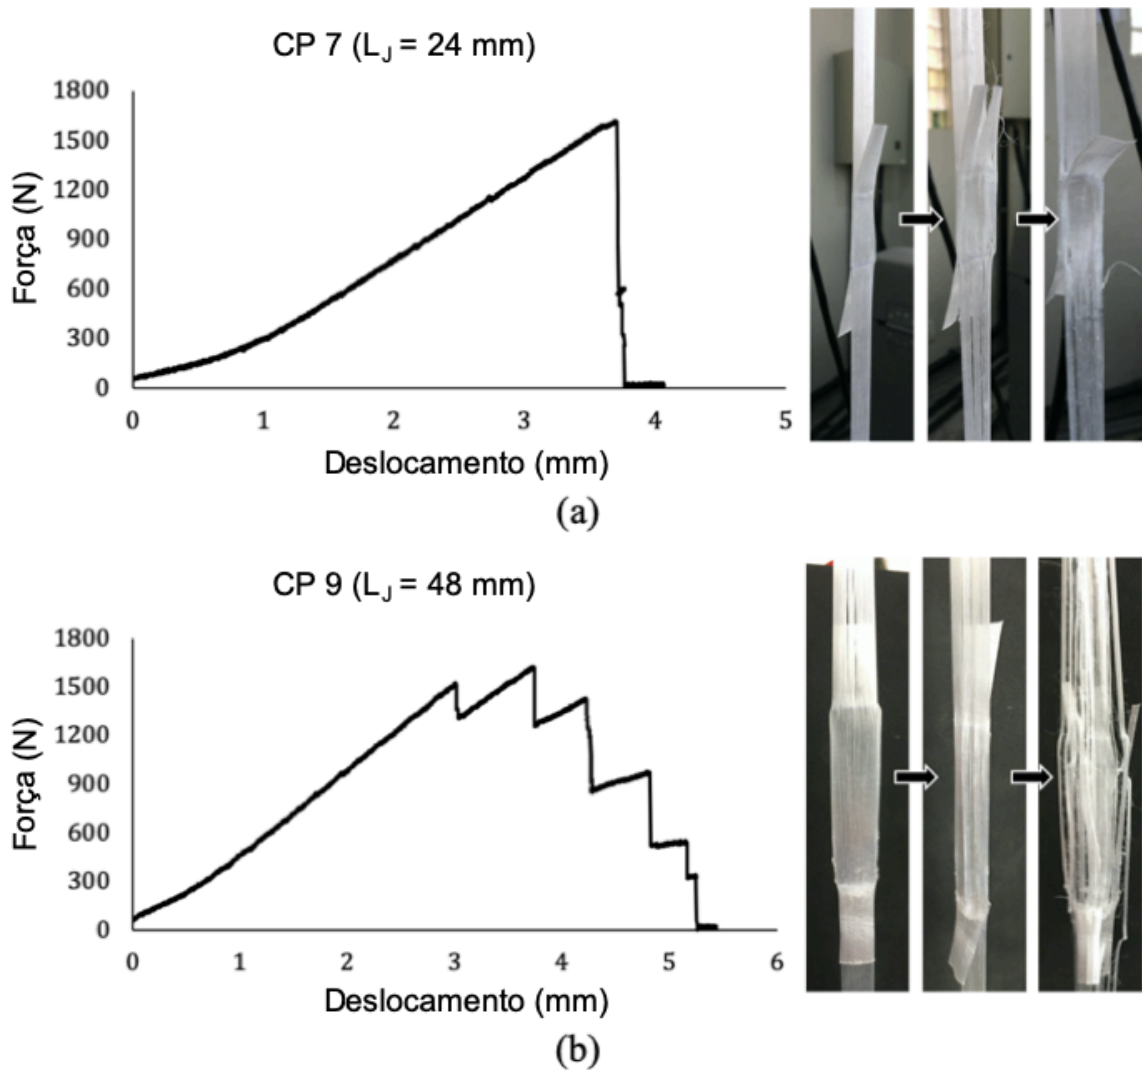 CP 7 (LJ = 24 mm)
1800
1500
1200
900
600
300
0
Força (N)
0 1 2 3 4 5
Deslocamento (mm)
(a)
CP 9 (LJ = 48 mm)
1800
1500
1200
900
600
300
0
Força (N)
0 1 2 3 4 5 6
Deslocamento (mm)
(b)